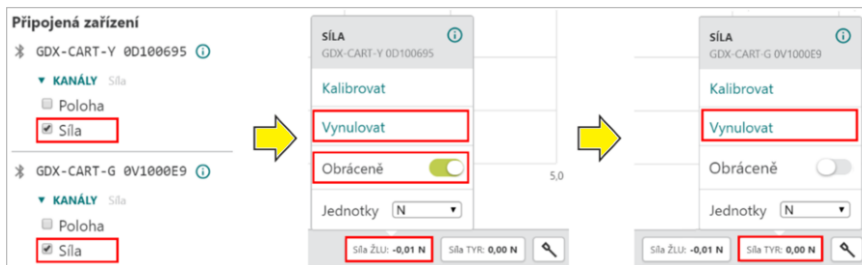 Připojená zařízení
GDX-CART-Y 0D100695
KANÁLY Síla
Poloha
Síla
GDX-CART-G 0V1000E9
KANÁLY Síla
Poloha
Síla
SÍLA
GDX-CART-Y 0D100695
Kalibrovat
Vynulovat
Obráceně
5,0
Jednotky N
Síla ŽLU: -0,01 N Síla TYR: 0,00 N
SÍLA
GDX-CART-G 0V1000E9
Kalibrovat
Vynulovat
Obráceně
Jednotky N
Síla ŽLU: -0,01 N Síla TYR: 0,00 N